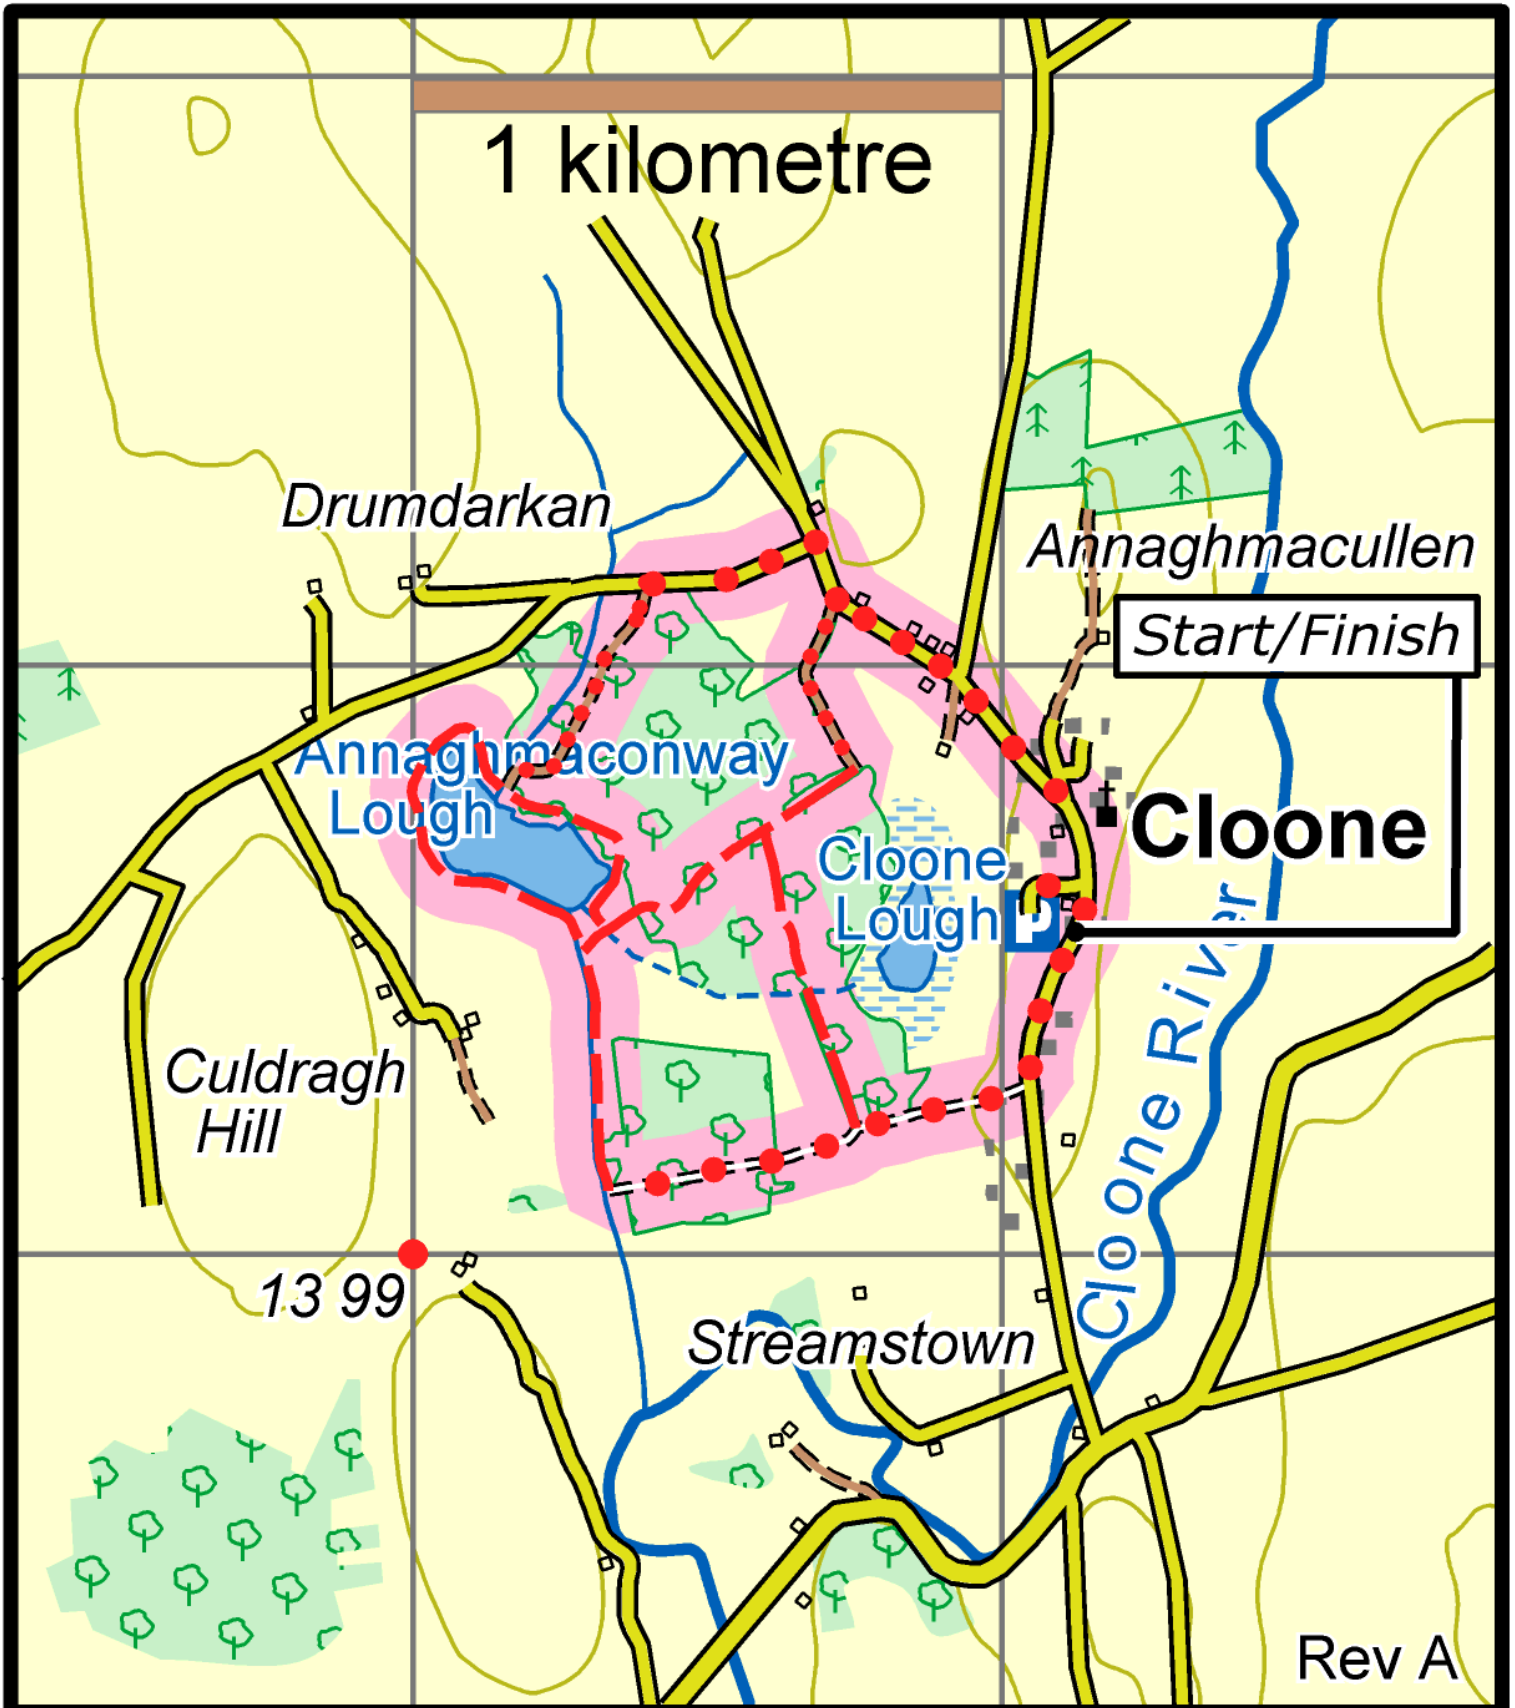 1 kilometre
Drumdarkan
Annaghmacullen
Start/Finish
Annaghmaconway
Lough
Cloone
Cloone
Lough
P
Cloone River
Culdragh
Hill
13 99
Streamstown
Rev A